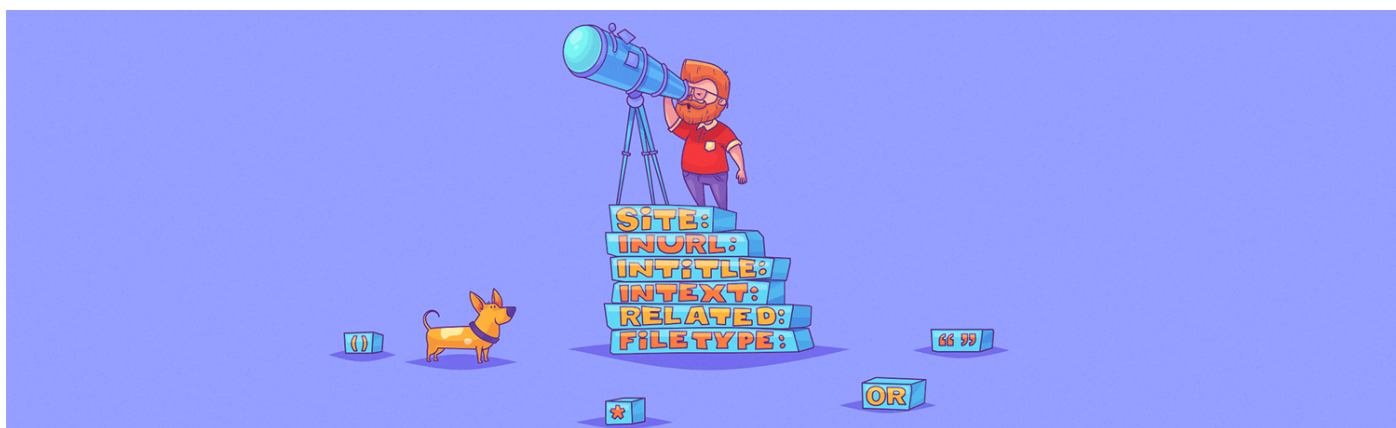 SiTE:
INURL:
INTiTLE:
INTEXT:
RELATED:
FiLETYPE:
()
“ ”
OR
*